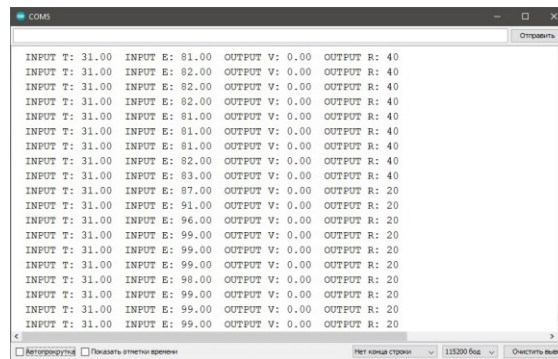 COM5
Отправить
INPUT T: 31.00 INPUT E: 81.00 OUTPUT V: 0.00 OUTPUT R: 40
INPUT T: 31.00 INPUT E: 82.00 OUTPUT V: 0.00 OUTPUT R: 40
INPUT T: 31.00 INPUT E: 82.00 OUTPUT V: 0.00 OUTPUT R: 40
INPUT T: 31.00 INPUT E: 82.00 OUTPUT V: 0.00 OUTPUT R: 40
INPUT T: 31.00 INPUT E: 81.00 OUTPUT V: 0.00 OUTPUT R: 40
INPUT T: 31.00 INPUT E: 81.00 OUTPUT V: 0.00 OUTPUT R: 40
INPUT T: 31.00 INPUT E: 81.00 OUTPUT V: 0.00 OUTPUT R: 40
INPUT T: 31.00 INPUT E: 82.00 OUTPUT V: 0.00 OUTPUT R: 40
INPUT T: 31.00 INPUT E: 83.00 OUTPUT V: 0.00 OUTPUT R: 40
INPUT T: 31.00 INPUT E: 87.00 OUTPUT V: 0.00 OUTPUT R: 20
INPUT T: 31.00 INPUT E: 91.00 OUTPUT V: 0.00 OUTPUT R: 20
INPUT T: 31.00 INPUT E: 96.00 OUTPUT V: 0.00 OUTPUT R: 20
INPUT T: 31.00 INPUT E: 99.00 OUTPUT V: 0.00 OUTPUT R: 20
INPUT T: 31.00 INPUT E: 99.00 OUTPUT V: 0.00 OUTPUT R: 20
INPUT T: 31.00 INPUT E: 99.00 OUTPUT V: 0.00 OUTPUT R: 20
INPUT T: 31.00 INPUT E: 98.00 OUTPUT V: 0.00 OUTPUT R: 20
INPUT T: 31.00 INPUT E: 99.00 OUTPUT V: 0.00 OUTPUT R: 20
INPUT T: 31.00 INPUT E: 99.00 OUTPUT V: 0.00 OUTPUT R: 20
INPUT T: 31.00 INPUT E: 99.00 OUTPUT V: 0.00 OUTPUT R: 20
Автопрокрутка Показать отметки времени Нет конца строки 115200 бод Очистить выв